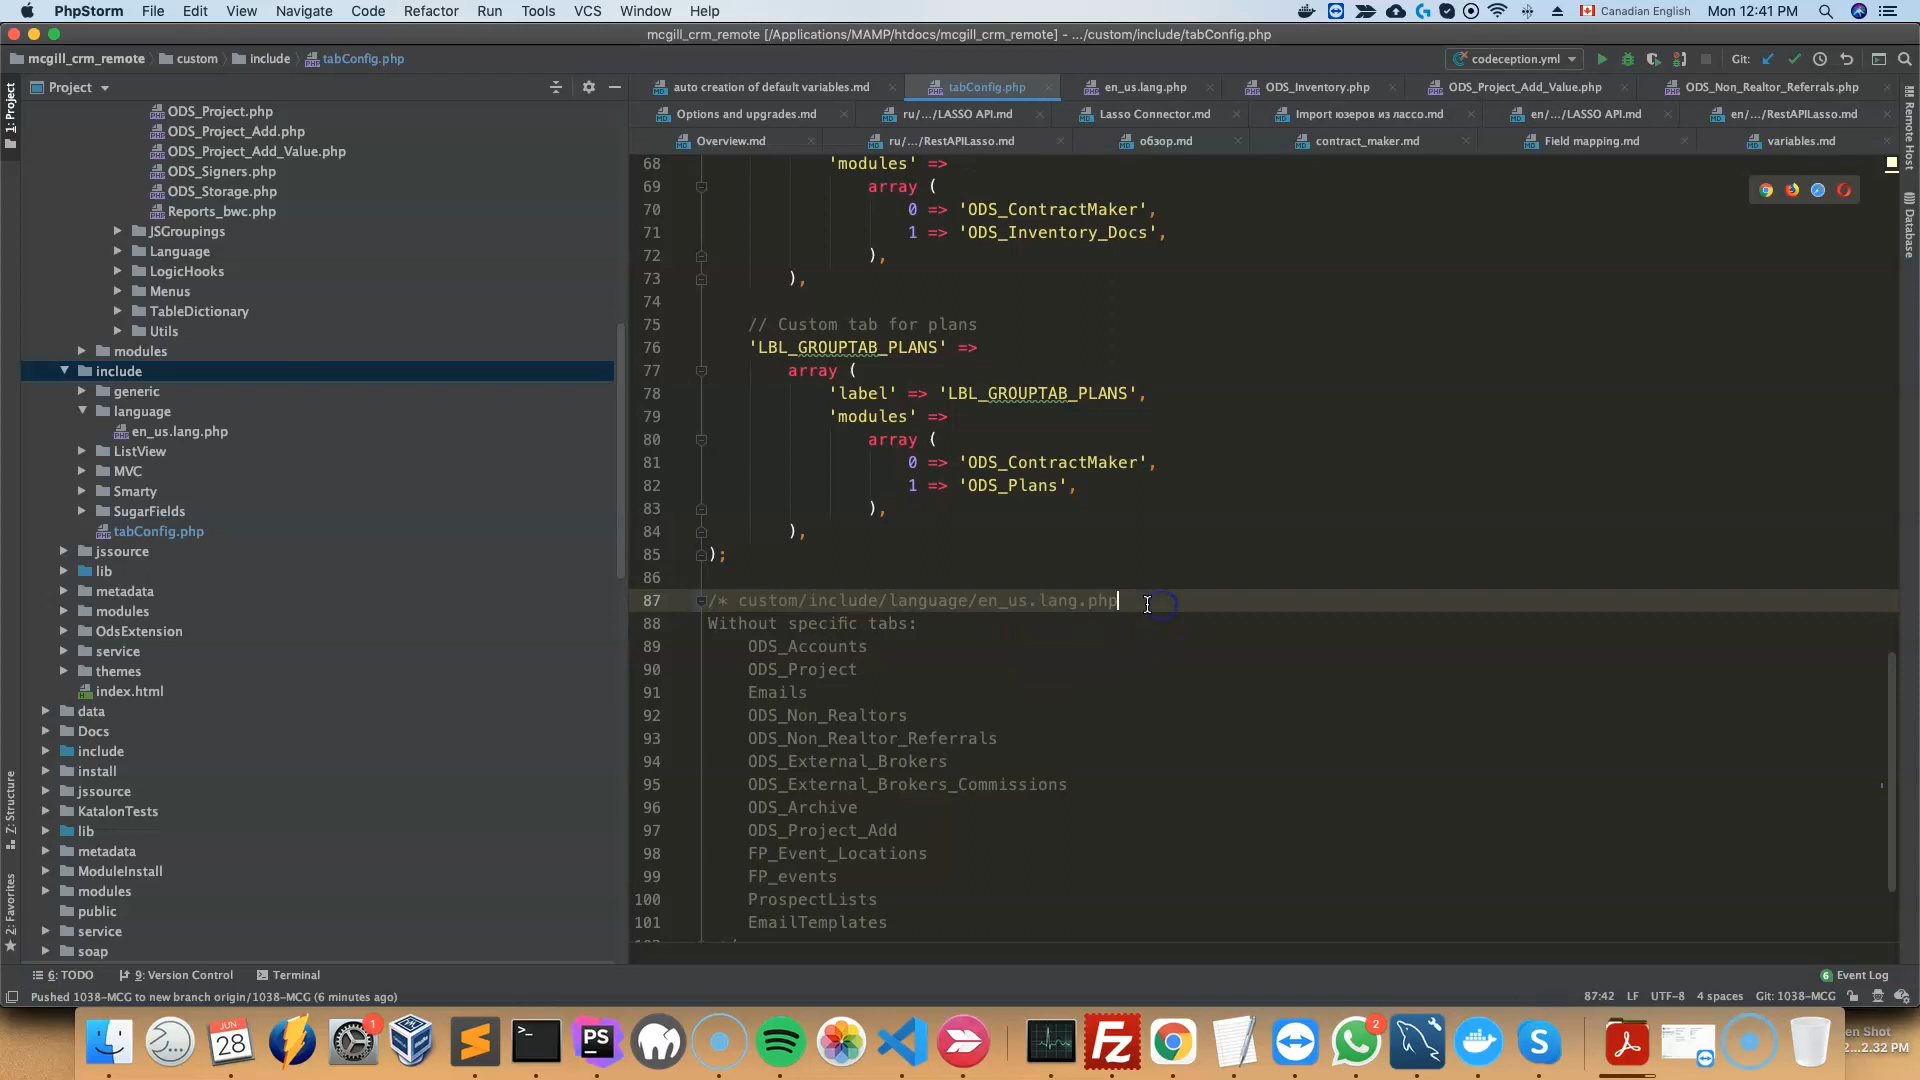 PhpStorm File Edit View Navigate Code Refactor Run Tools VCS Window Help Canadian English Mon 12:41 PM
mcgill_crm_remote [/Applications/MAMP/htdocs/mcgill_crm_remote] - .../custom/include/tabConfig.php
mcgill_crm_remote custom include tabConfig.php codeception.yml Git:
Project auto creation of default variables.md tabConfig.php en_us.lang.php ODS_Inventory.php ODS_Project_Add_Value.php ODS_Non_Realtor_Referrals.php
Options and upgrades.md ru/.../LASSO API.md Lasso Connector.md Import юзеров из лассо.md en/.../LASSO API.md en/.../RestAPILasso.md
Overview.md ru/.../RestAPILasso.md обзор.md contract_maker.md Field mapping.md variables.md
1: Project
Z: Structure
2: Favorites
Remote Host
Database
ODS_Project.php
ODS_Project_Add.php
ODS_Project_Add_Value.php
ODS_Signers.php
ODS_Storage.php
Reports_bwc.php
JSGroupings
Language
LogicHooks
Menus
TableDictionary
Utils
modules
include
generic
language
en_us.lang.php
ListView
MVC
Smarty
SugarFields
tabConfig.php
jssource
lib
metadata
modules
OdsExtension
service
themes
index.html
data
Docs
include
install
jssource
KatalonTests
lib
metadata
ModuleInstall
modules
public
service
soap
68 'modules' =>
69 array (
70 0 => 'ODS_ContractMaker',
71 1 => 'ODS_Inventory_Docs',
72 ),
73 ),
74
75 // Custom tab for plans
76 'LBL_GROUPTAB_PLANS' =>
77 array (
78 'label' => 'LBL_GROUPTAB_PLANS',
79 'modules' =>
80 array (
81 0 => 'ODS_ContractMaker',
82 1 => 'ODS_Plans',
83 ),
84 ),
85 );
86
87 /* custom/include/language/en_us.lang.php
88 Without specific tabs:
89 ODS_Accounts
90 ODS_Project
91 Emails
92 ODS_Non_Realtors
93 ODS_Non_Realtor_Referrals
94 ODS_External_Brokers
95 ODS_External_Brokers_Commissions
96 ODS_Archive
97 ODS_Project_Add
98 FP_Event_Locations
99 FP_events
100 ProspectLists
101 EmailTemplates
6: TODO 9: Version Control Terminal 6 Event Log
Pushed 1038-MCG to new branch origin/1038-MCG (6 minutes ago) 87:42 LF UTF-8 4 spaces Git: 1038-MCG
JUN
28
1
PS
2
en Shot
2...2.32 PM